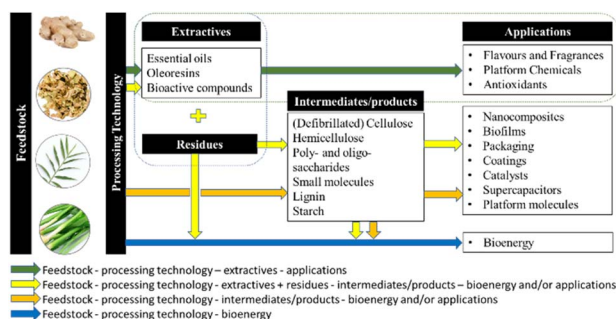 Feedstock
Processing Technology
Extractives
Essential oils
Oleoresins
Bioactive compounds
Residues
Intermediates/products
(Defibrillated) Cellulose
Hemicellulose
Poly- and oligo-
saccharides
Small molecules
Lignin
Starch
Applications
• Flavours and Fragrances
• Platform Chemicals
• Antioxidants
• Nanocomposites
• Biofilms
• Packaging
• Coatings
• Catalysts
• Supercapacitors
• Platform molecules
• Bioenergy
Feedstock - processing technology – extractives - applications
Feedstock - processing technology - extractives + residues - intermediates/products – bioenergy and/or applications
Feedstock - processing technology -intermediates/products - bioenergy and/or applications
Feedstock - processing technology - bioenergy